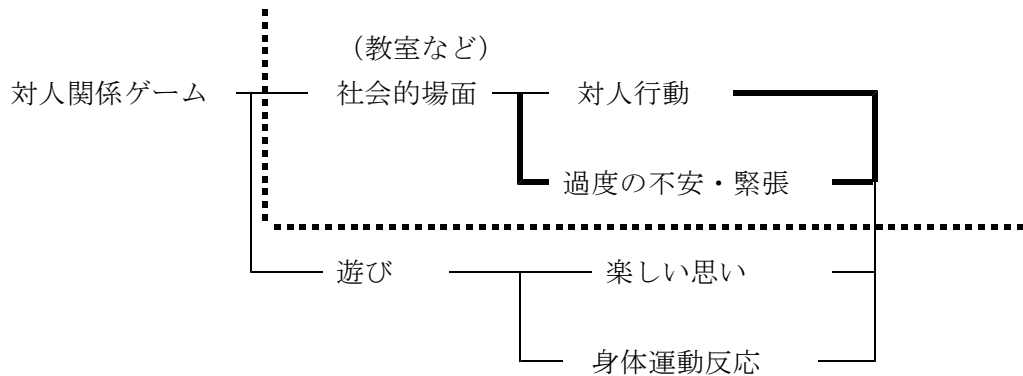 （教室など）
対人関係ゲーム 社会的場面 対人行動
過度の不安・緊張
遊び 楽しい思い
身体運動反応